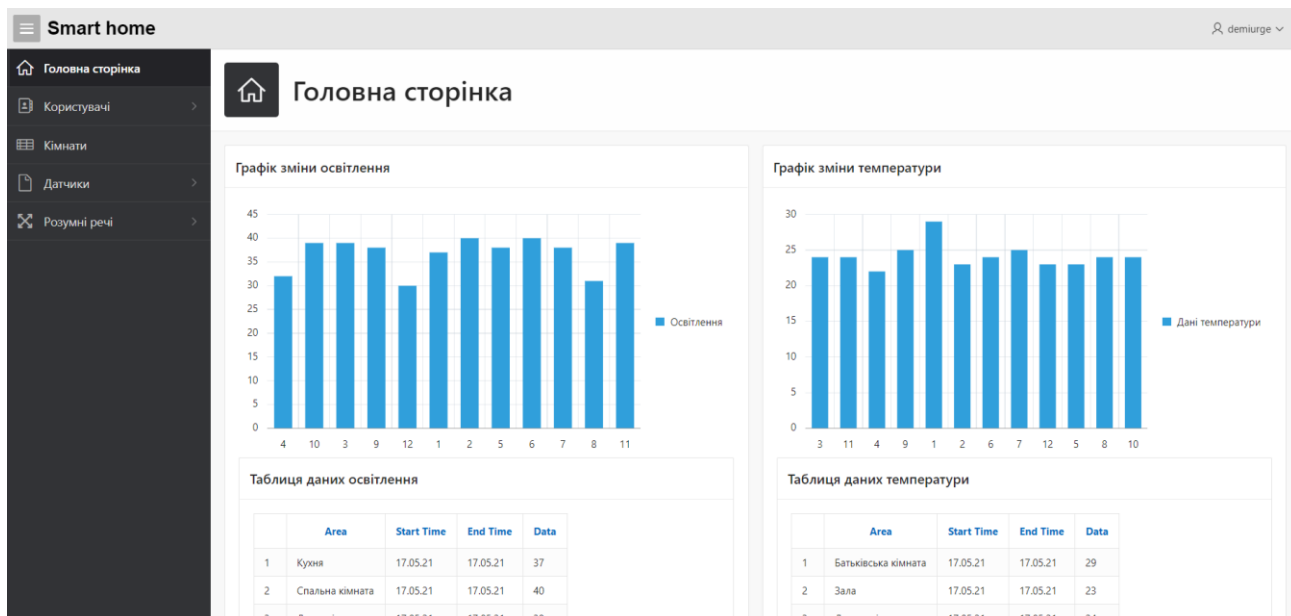 Smart home
demiurge
Головна сторінка
Користувачі
Кімнати
Датчики
Розумні речі
Головна сторінка
Графік зміни освітлення
45
40
35
30
25
20
15
10
5
0
4 10 3 9 12 1 2 5 6 7 8 11
Освітлення
Таблиця даних освітлення
Area Start Time End Time Data
1 Кухня 17.05.21 17.05.21 37
2 Спальна кімната 17.05.21 17.05.21 40
Графік зміни температури
30
25
20
15
10
5
0
3 11 4 9 1 2 6 7 12 5 8 10
Дані температури
Таблиця даних температури
Area Start Time End Time Data
1 Батьківська кімната 17.05.21 17.05.21 29
2 Зала 17.05.21 17.05.21 23